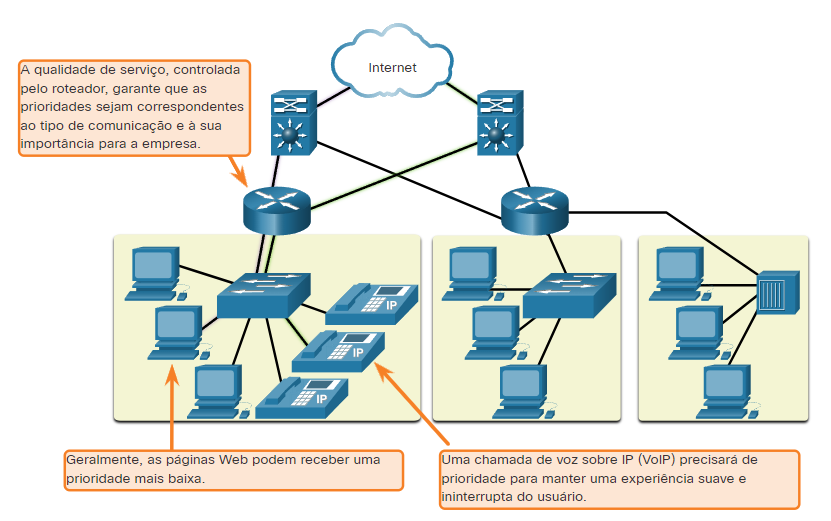 Internet
A qualidade de serviço, controlada
pelo roteador, garante que as
prioridades sejam correspondentes
ao tipo de comunicação e à sua
importância para a empresa.
IP
IP
IP
Geralmente, as páginas Web podem receber uma
prioridade mais baixa.
Uma chamada de voz sobre IP (VoIP) precisará de
prioridade para manter uma experiência suave e
ininterrupta do usuário.